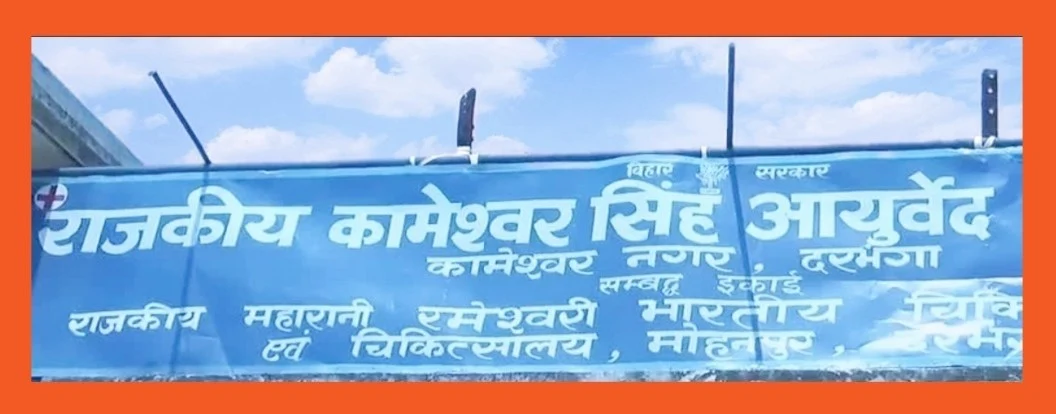 बिहार सरकार
राजकीय कामेश्वर सिंह आयुर्वेद
कामेश्वर नगर, दरभंगा
सम्बद्ध इकाई
राजकीय महारानी रमेश्वरी भारतीय
एवं चिकित्सालय, मोहनपुर,